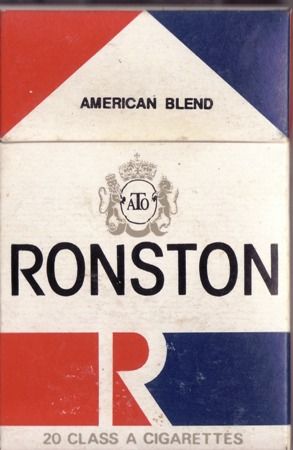 AMERICAN BLEND
ATO
RONSTON
R
20 CLASS A CIGARETTES